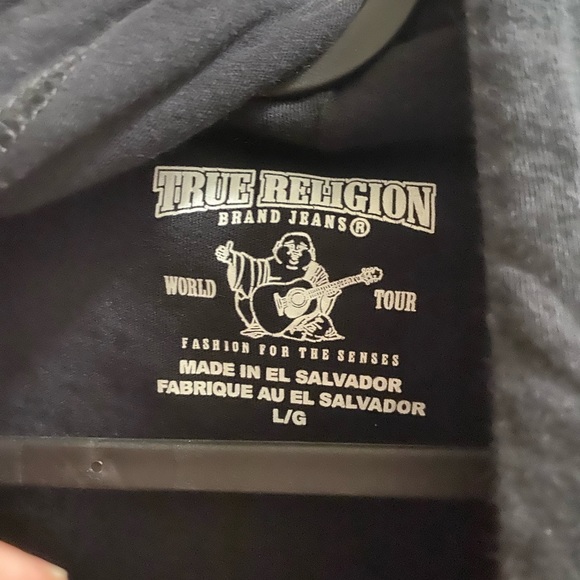 TRUE RELIGION
BRAND JEANS®
WORLD TOUR
FASHION FOR THE SENSES
MADE IN EL SALVADOR
FABRIQUE AU EL SALVADOR
L/G